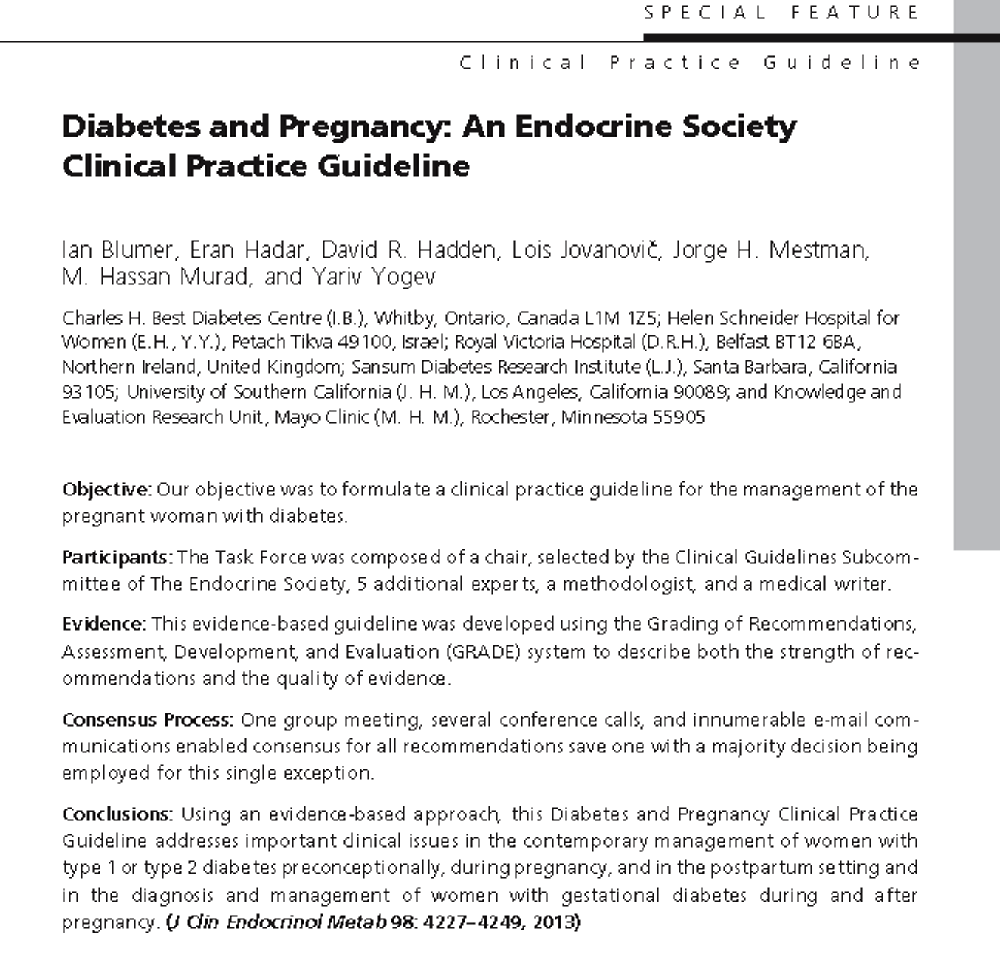 SPECIAL FEATURE
Clinical Practice Guideline
Diabetes and Pregnancy: An Endocrine Society
Clinical Practice Guideline
Ian Blumer, Eran Hadar, David R. Hadden, Lois Jovanovič, Jorge H. Mestman,
M. Hassan Murad, and Yariv Yogev
Charles H. Best Diabetes Centre (I.B.), Whitby, Ontario, Canada L1M 1Z5; Helen Schneider Hospital for
Women (E.H., Y.Y.), Petach Tikva 49100, Israel; Royal Victoria Hospital (D.R.H.), Belfast BT12 6BA,
Northern Ireland, United Kingdom; Sansum Diabetes Research Institute (L.J.), Santa Barbara, California
93105; University of Southern California (J. H. M.), Los Angeles, California 90089; and Knowledge and
Evaluation Research Unit, Mayo Clinic (M. H. M.), Rochester, Minnesota 55905
Objective: Our objective was to formulate a clinical practice guideline for the management of the
pregnant woman with diabetes.
Participants: The Task Force was composed of a chair, selected by the Clinical Guidelines Subcom-
mittee of The Endocrine Society, 5 additional experts, a methodologist, and a medical writer.
Evidence: This evidence-based guideline was developed using the Grading of Recommendations,
Assessment, Development, and Evaluation (GRADE) system to describe both the strength of rec-
ommendations and the quality of evidence.
Consensus Process: One group meeting, several conference calls, and innumerable e-mail com-
munications enabled consensus for all recommendations save one with a majority decision being
employed for this single exception.
Conclusions: Using an evidence-based approach, this Diabetes and Pregnancy Clinical Practice
Guideline addresses important clinical issues in the contemporary management of women with
type 1 or type 2 diabetes preconceptionally, during pregnancy, and in the postpartum setting and
in the diagnosis and management of women with gestational diabetes during and after
pregnancy. (J Clin Endocrinol Metab 98: 4227–4249, 2013)